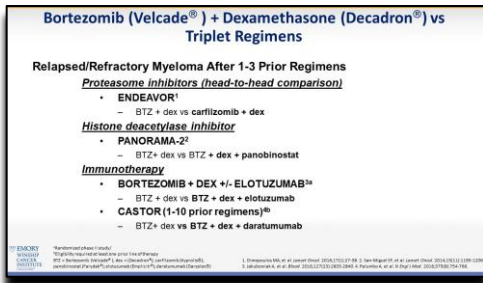 Bortezomib (Velcade® ) + Dexamethasone (Decadron®) vs
Triplet Regimens
Relapsed/Refractory Myeloma After 1-3 Prior Regimens
Proteasome inhibitors (head-to-head comparison)
• ENDEAVOR¹
– BTZ + dex vs carfilzomib + dex
Histone deacetylase inhibitor
• PANORAMA-2²
– BTZ+ dex vs BTZ + dex + panobinostat
Immunotherapy
• BORTEZOMIB + DEX +/- ELOTUZUMAB³ᵃ
– BTZ + dex vs BTZ + dex + elotuzumab
• CASTOR (1-10 prior regimens)⁴ᵇ
– BTZ+ dex vs BTZ + dex + daratumumab
EMORY
WINSHIP
CANCER
INSTITUTE